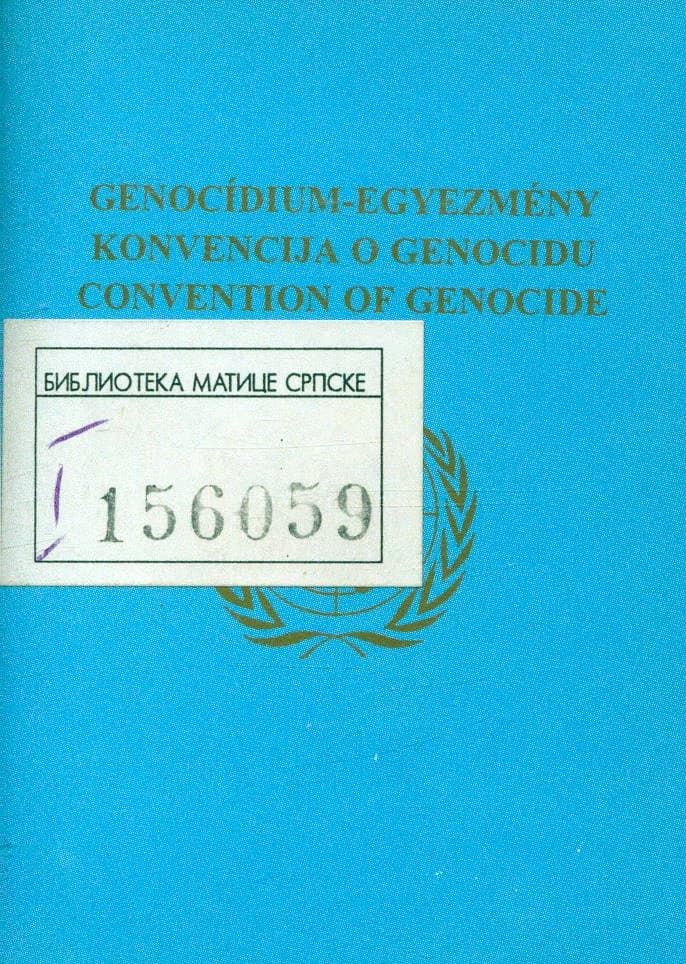 GENOCÍDIUM-EGYEZMÉNY
KONVENCIJA O GENOCIDU
CONVENTION OF GENOCIDE
БИБЛИОТЕКА МАТИЦЕ СРПСКЕ
I
156059